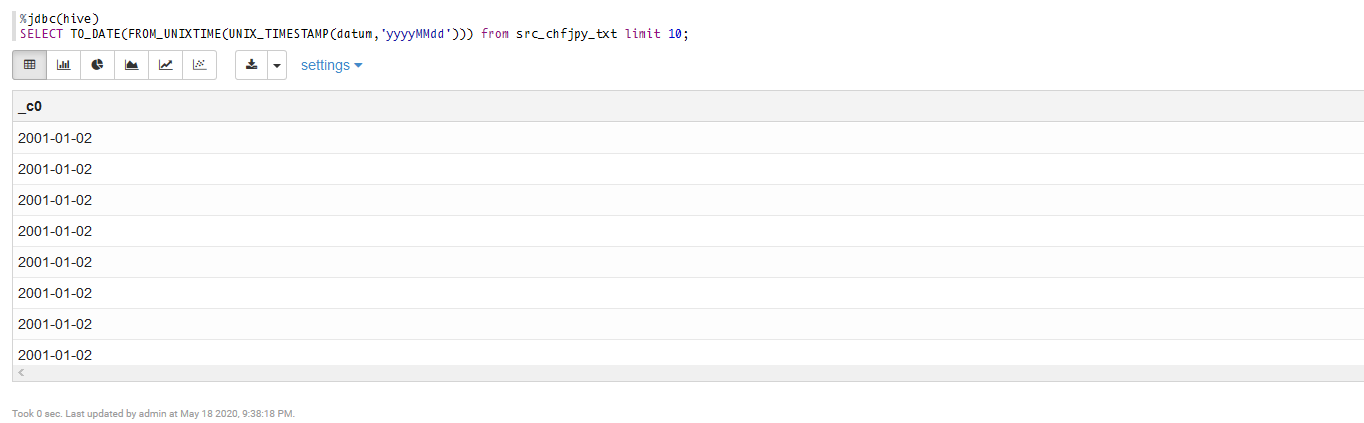 %jdbc(hive)
SELECT TO_DATE(FROM_UNIXTIME(UNIX_TIMESTAMP(datum,'yyyyMMdd'))) from src_chfjpy_txt limit 10;
settings
_c0
2001-01-02
2001-01-02
2001-01-02
2001-01-02
2001-01-02
2001-01-02
2001-01-02
2001-01-02
Took 0 sec. Last updated by admin at May 18 2020, 9:38:18 PM.